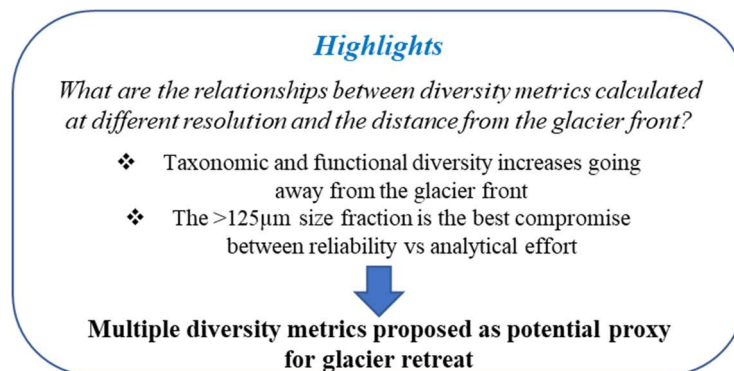 Highlights
What are the relationships between diversity metrics calculated
at different resolution and the distance from the glacier front?
❖ Taxonomic and functional diversity increases going
away from the glacier front
❖ The >125µm size fraction is the best compromise
between reliability vs analytical effort
Multiple diversity metrics proposed as potential proxy
for glacier retreat